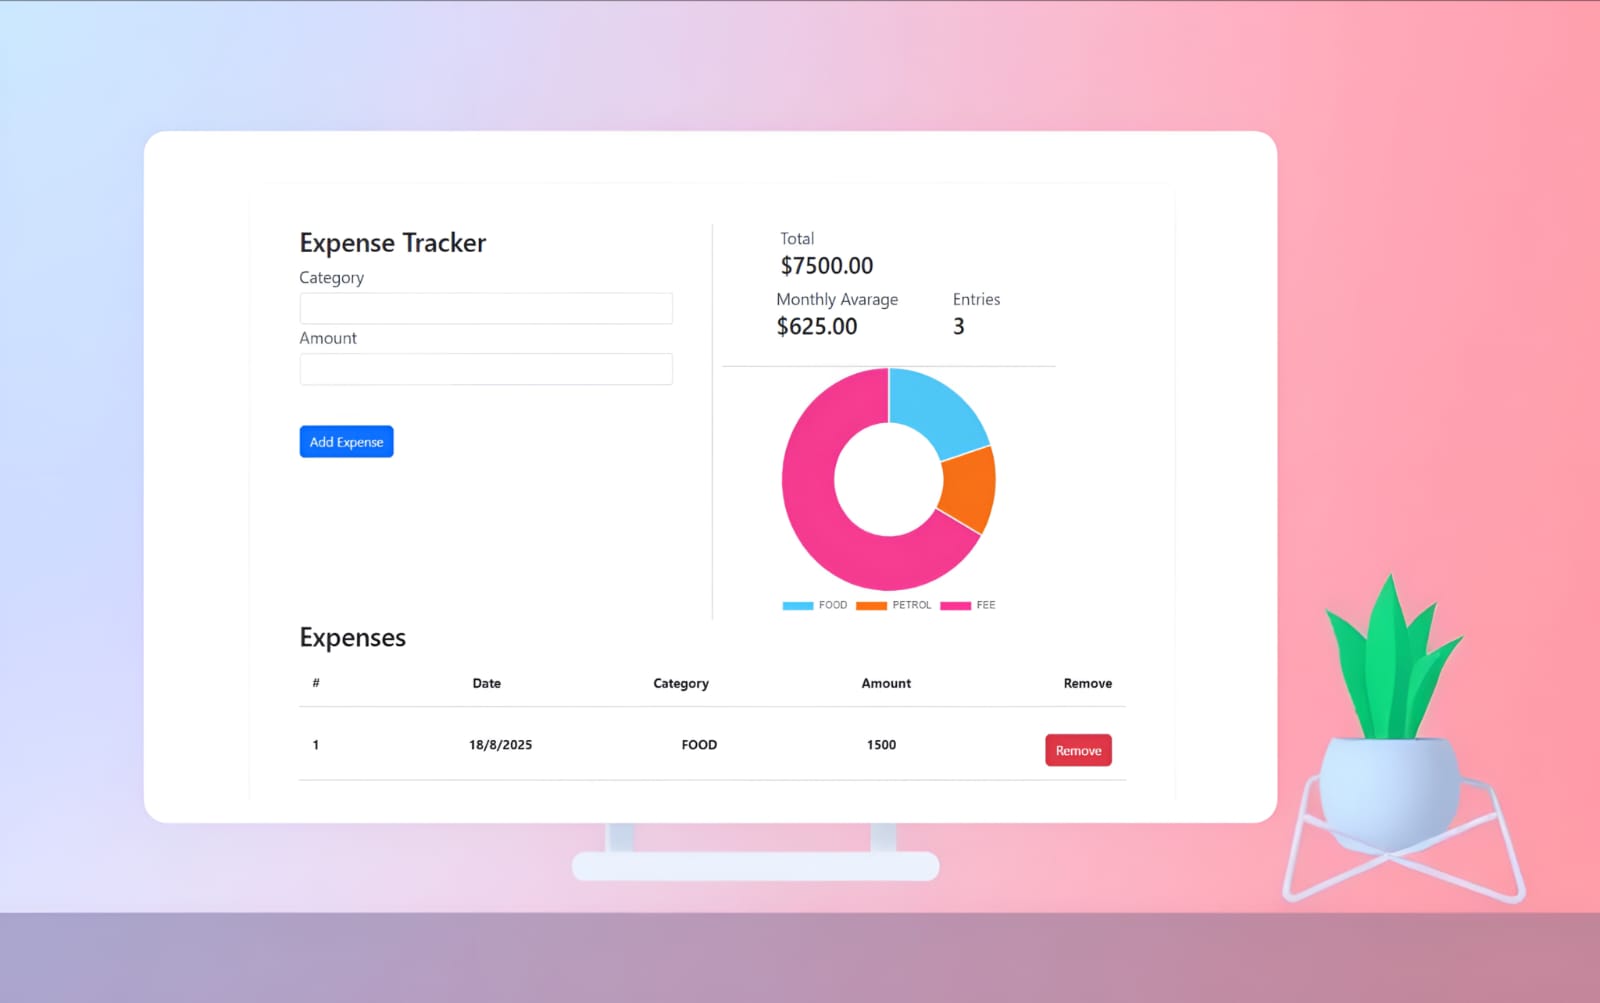 Expense Tracker
Category
Amount
Add Expense
Total
$7500.00
Monthly Avarage
Entries
$625.00
3
FOOD PETROL FEE
Expenses
# Date Category Amount Remove
1 18/8/2025 FOOD 1500 Remove